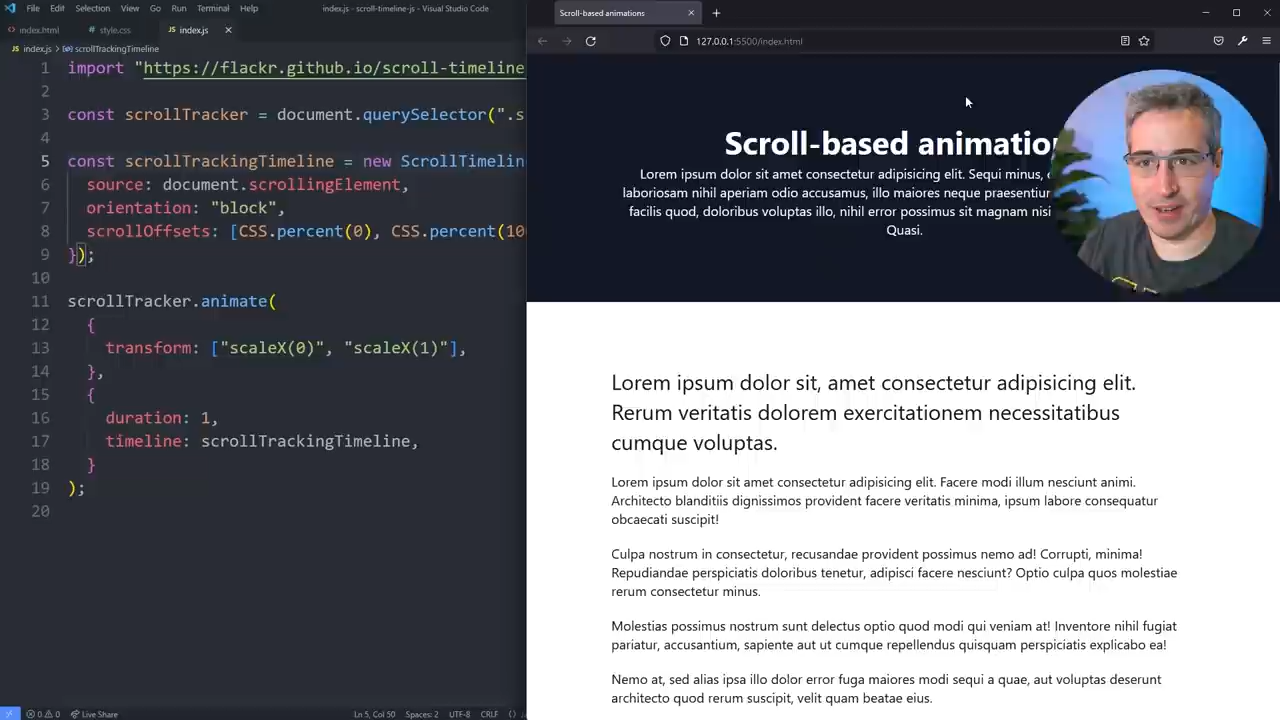 File Edit Selection View Go Run Terminal Help
index.js - scroll-timeline-js - Visual Studio Code
index.html style.css index.js
index.js > scrollTrackingTimeline
1 import "https://flackr.github.io/scroll-timeline
2
3 const scrollTracker = document.querySelector(".s
4
5 const scrollTrackingTimeline = new ScrollTimeline
6 source: document.scrollingElement,
7 orientation: "block",
8 scrollOffsets: [CSS.percent(0), CSS.percent(10
9 });
10
11 scrollTracker.animate(
12 {
13 transform: ["scaleX(0)", "scaleX(1)"],
14 },
15 {
16 duration: 1,
17 timeline: scrollTrackingTimeline,
18 }
19 );
20
0 0 Live Share
Ln 5, Col 50 Spaces: 2 UTF-8 CRLF ()
Scroll-based animations
127.0.0.1:5500/index.html
Scroll-based animation
Lorem ipsum dolor sit amet consectetur adipisicing elit. Sequi minus,
laboriosam nihil aperiam odio accusamus, illo maiores neque praesentiu
facilis quod, doloribus voluptas illo, nihil error possimus sit magnam nisi
Quasi.
Lorem ipsum dolor sit, amet consectetur adipisicing elit.
Rerum veritatis dolorem exercitationem necessitatibus
cumque voluptas.
Lorem ipsum dolor sit amet consectetur adipisicing elit. Facere modi illum nesciunt animi.
Architecto blanditiis dignissimos provident facere veritatis minima, ipsum labore consequatur
obcaecati suscipit!
Culpa nostrum in consectetur, recusandae provident possimus nemo ad! Corrupti, minima!
Repudiandae perspiciatis doloribus tenetur, adipisci facere nesciunt? Optio culpa quos molestiae
rerum consectetur minus.
Molestias possimus nostrum sunt delectus optio quod modi qui veniam at! Inventore nihil fugiat
pariatur, accusantium, sapiente aut ut cumque repellendus quisquam perspiciatis explicabo ea!
Nemo at, sed alias ipsa illo dolor error fuga maiores modi sequi a quae, aut voluptas deserunt
architecto quod rerum suscipit, velit quam beatae eius.